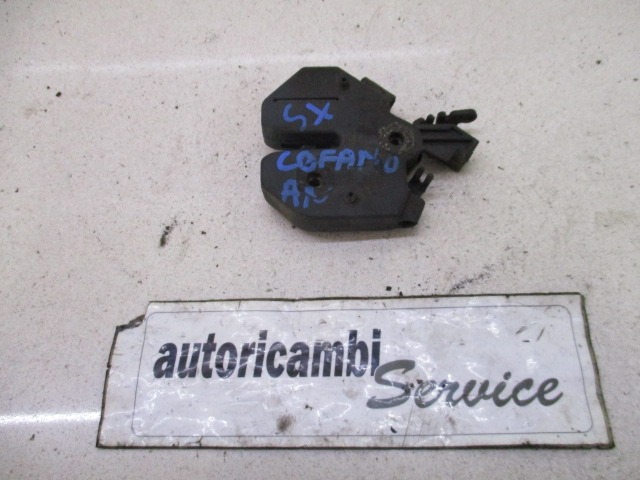 SX
COFANO
AN
autoricambi
Service